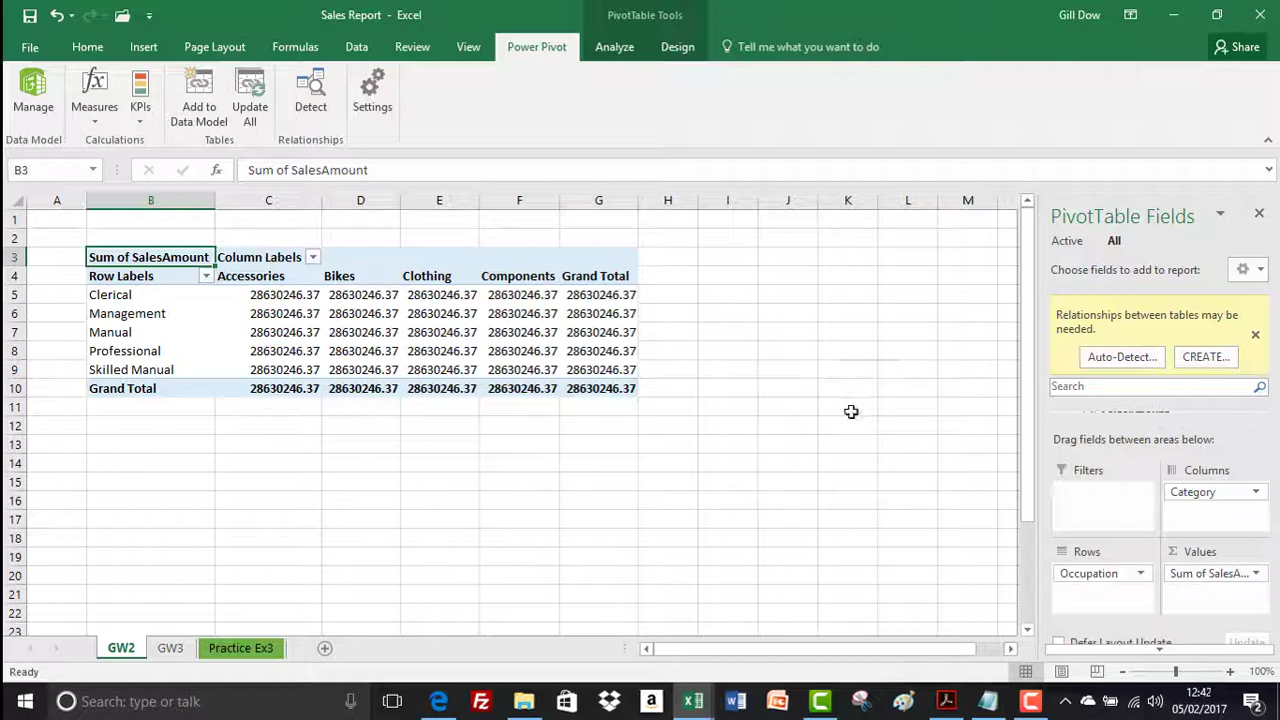 Sales Report - Excel
PivotTable Tools
Gill Dow
File
Home
Insert
Page Layout
Formulas
Data
Review
View
Power Pivot
Analyze
Design
Tell me what you want to do
Share
Manage
Measures
KPIs
Add to
Data Model
Update
All
Detect
Settings
Data Model
Calculations
Tables
Relationships
B3
fx
Sum of SalesAmount
A B C D E F G H I J K L M
1
2
3 Sum of SalesAmount Column Labels
4 Row Labels Accessories Bikes Clothing Components Grand Total
5 Clerical 28630246.37 28630246.37 28630246.37 28630246.37 28630246.37
6 Management 28630246.37 28630246.37 28630246.37 28630246.37 28630246.37
7 Manual 28630246.37 28630246.37 28630246.37 28630246.37 28630246.37
8 Professional 28630246.37 28630246.37 28630246.37 28630246.37 28630246.37
9 Skilled Manual 28630246.37 28630246.37 28630246.37 28630246.37 28630246.37
10 Grand Total 28630246.37 28630246.37 28630246.37 28630246.37 28630246.37
11
12
13
14
15
16
17
18
19
20
21
22
23
PivotTable Fields
Active
All
Choose fields to add to report:
Relationships between tables may be
needed.
Auto-Detect...
CREATE...
Search
Drag fields between areas below:
Filters
Columns
Category
Rows
Values
Occupation
Sum of SalesA...
Defer Layout Update
Update
GW2
GW3
Practice Ex3
Ready
100%
Search: type or talk
12:42
05/02/2017
2